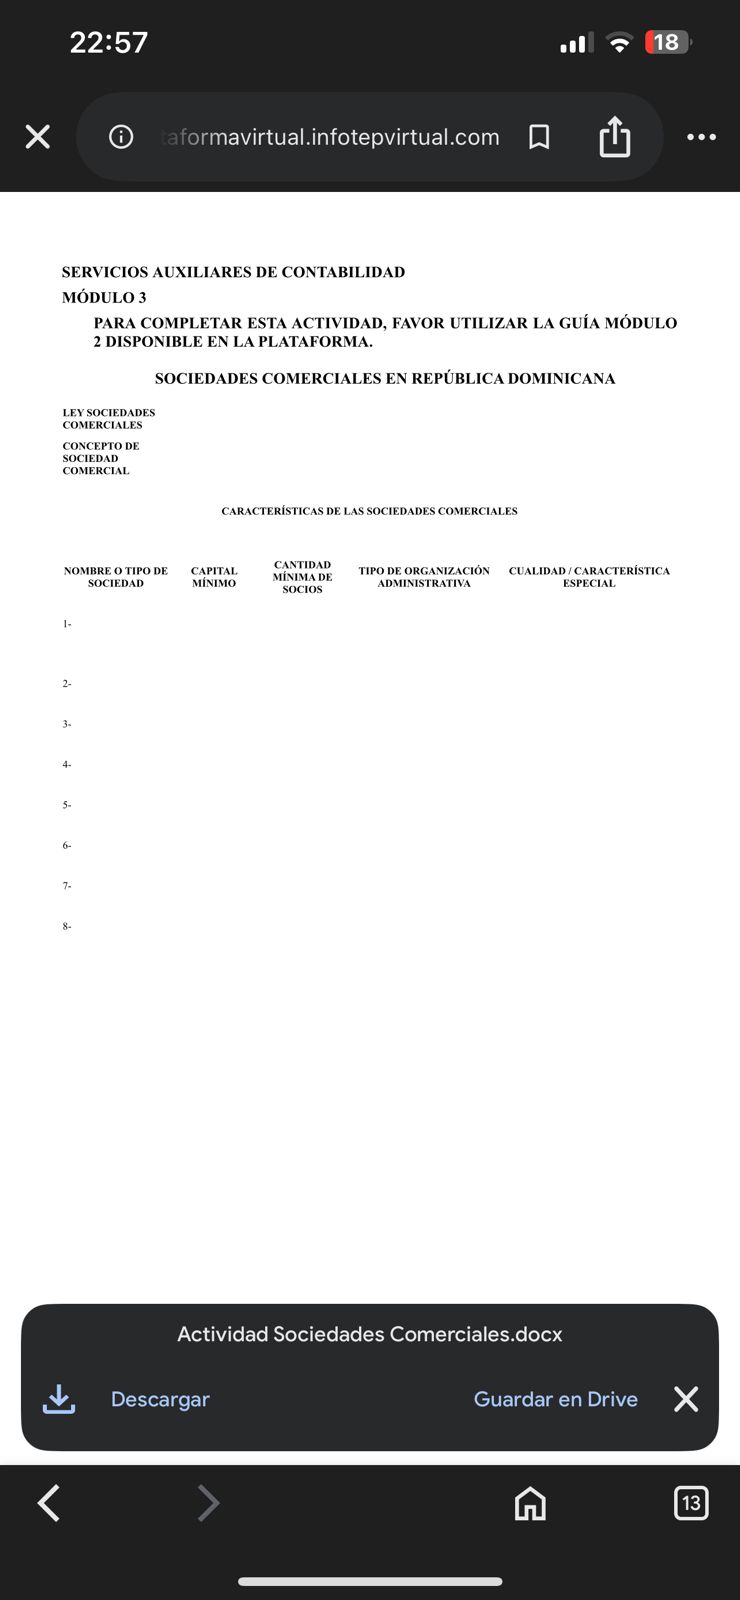 22:57
18
taformavirtual.infotepvirtual.com
SERVICIOS AUXILIARES DE CONTABILIDAD
MÓDULO 3
PARA COMPLETAR ESTA ACTIVIDAD, FAVOR UTILIZAR LA GUÍA MÓDULO
2 DISPONIBLE EN LA PLATAFORMA.
SOCIEDADES COMERCIALES EN REPÚBLICA DOMINICANA
LEY SOCIEDADES
COMERCIALES
CONCEPTO DE
SOCIEDAD
COMERCIAL
CARACTERÍSTICAS DE LAS SOCIEDADES COMERCIALES
NOMBRE O TIPO DE
SOCIEDAD
CAPITAL
MÍNIMO
CANTIDAD
MÍNIMA DE
SOCIOS
TIPO DE ORGANIZACIÓN
ADMINISTRATIVA
CUALIDAD / CARACTERÍSTICA
ESPECIAL
1-
2-
3-
4-
5-
6-
7-
8-
Actividad Sociedades Comerciales.docx
Descargar
Guardar en Drive
13